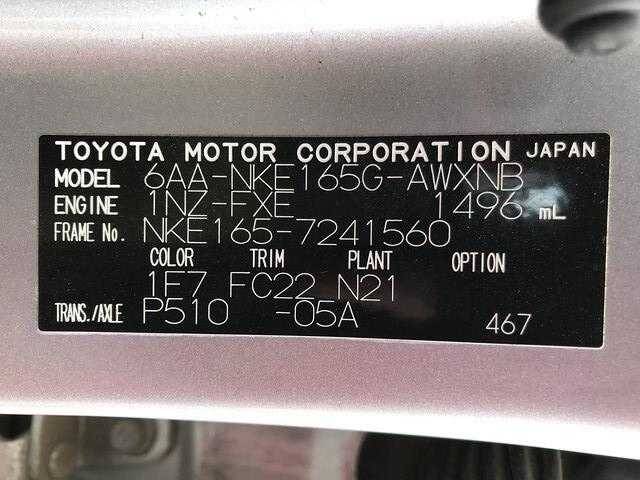 TOYOTA MOTOR CORPORATION JAPAN
MODEL 6AA-NKE165G-AWXNB
ENGINE 1NZ-FXE 1496 mL
FRAME No. NKE165-7241560
COLOR TRIM PLANT OPTION
1F7 FC22 N21
TRANS./AXLE P510 -05A 467